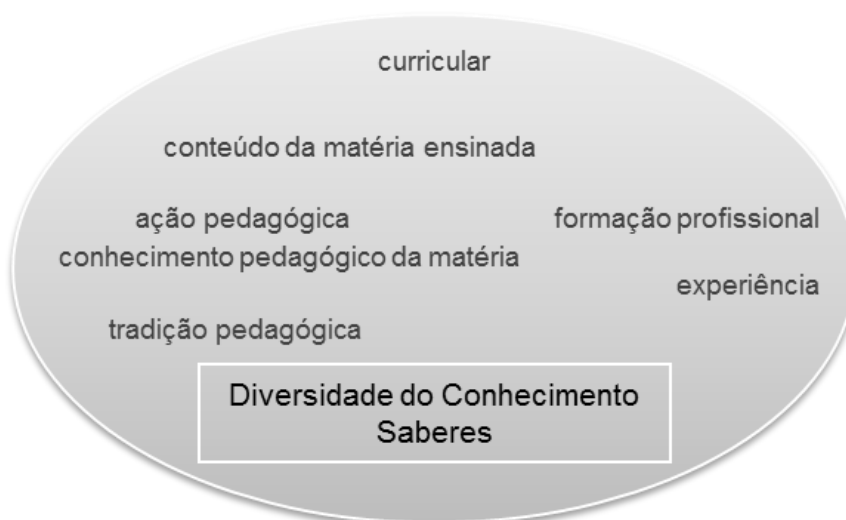 curricular
conteúdo da matéria ensinada
ação pedagógica
formação profissional
conhecimento pedagógico da matéria
experiência
tradição pedagógica
Diversidade do Conhecimento
Saberes